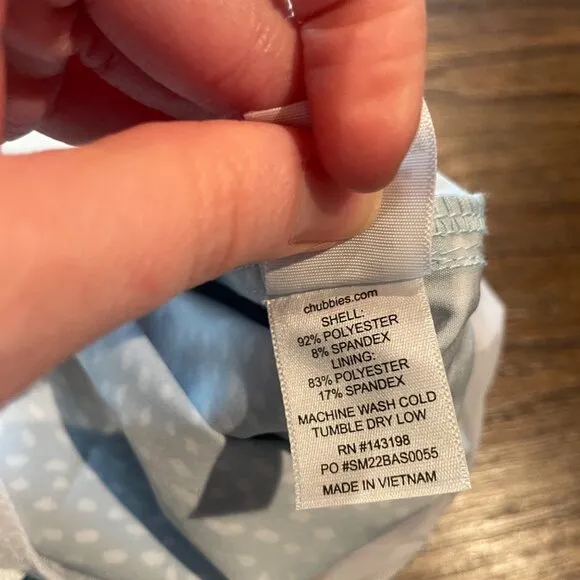 chubbies.com
SHELL:
92% POLYESTER
8% SPANDEX
LINING:
83% POLYESTER
17% SPANDEX
MACHINE WASH COLD
TUMBLE DRY LOW
RN #143198
PO #SM22BAS0055
MADE IN VIETNAM